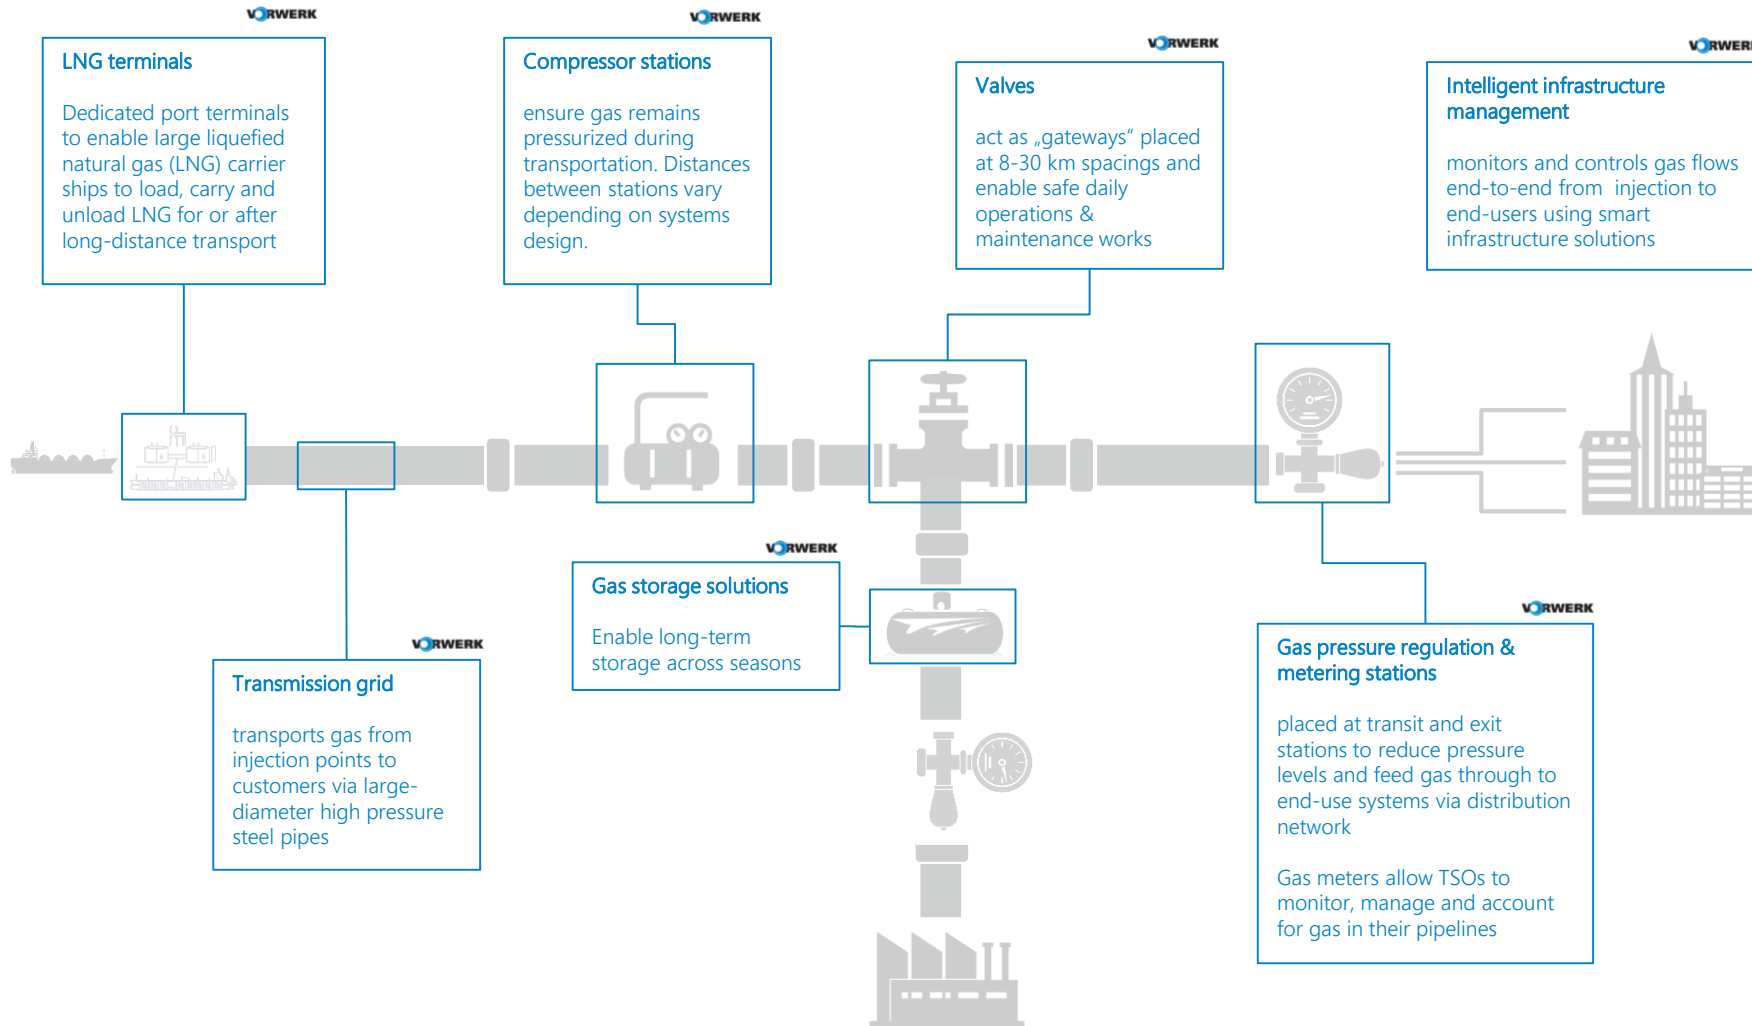 VORWERK
LNG terminals
Dedicated port terminals
to enable large liquefied
natural gas (LNG) carrier
ships to load, carry and
unload LNG for or after
long-distance transport
VORWERK
Compressor stations
ensure gas remains
pressurized during
transportation. Distances
between stations vary
depending on systems
design.
VORWERK
Valves
act as „gateways“ placed
at 8-30 km spacings and
enable safe daily
operations &
maintenance works
VORWERK
Intelligent infrastructure
management
monitors and controls gas flows
end-to-end from injection to
end-users using smart
infrastructure solutions
VORWERK
Transmission grid
transports gas from
injection points to
customers via large-
diameter high pressure
steel pipes
VORWERK
Gas storage solutions
Enable long-term
storage across seasons
VORWERK
Gas pressure regulation &
metering stations
placed at transit and exit
stations to reduce pressure
levels and feed gas through to
end-use systems via distribution
network
Gas meters allow TSOs to
monitor, manage and account
for gas in their pipelines